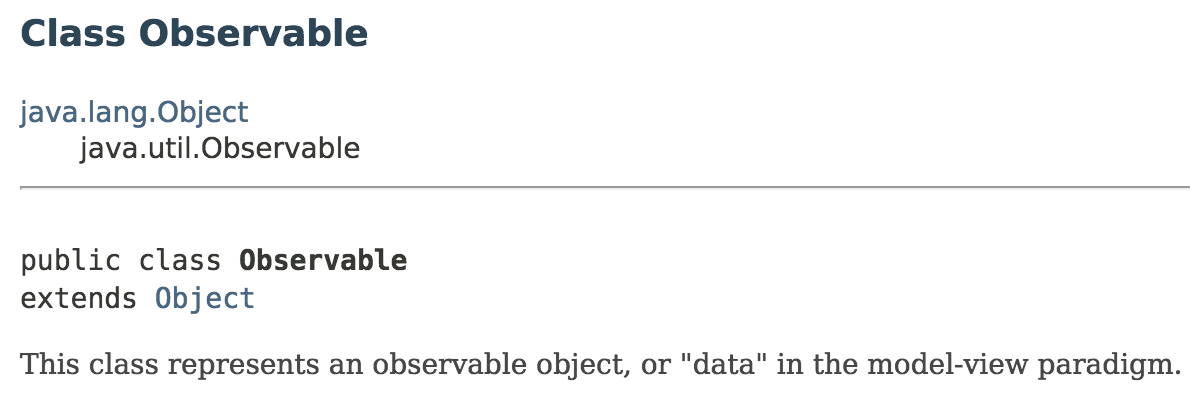 Class Observable
java.lang.Object
java.util.Observable
public class Observable
extends Object
This class represents an observable object, or "data" in the model-view paradigm.